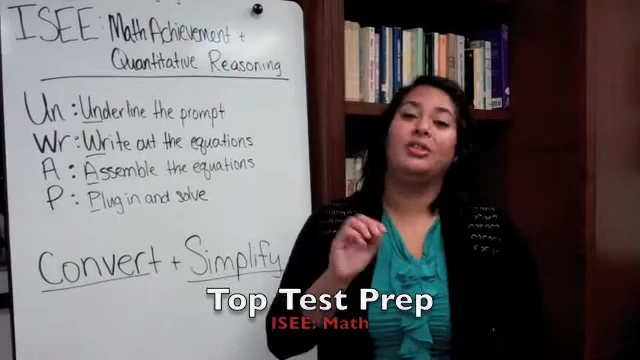 ISEE: Math Achievement +
Quantitative Reasoning
Un: Underline the prompt
Wr: Write out the equations
A: Assemble the equations
P: Plug in and solve
Convert + Simplify
Top Test Prep
ISEE: Math